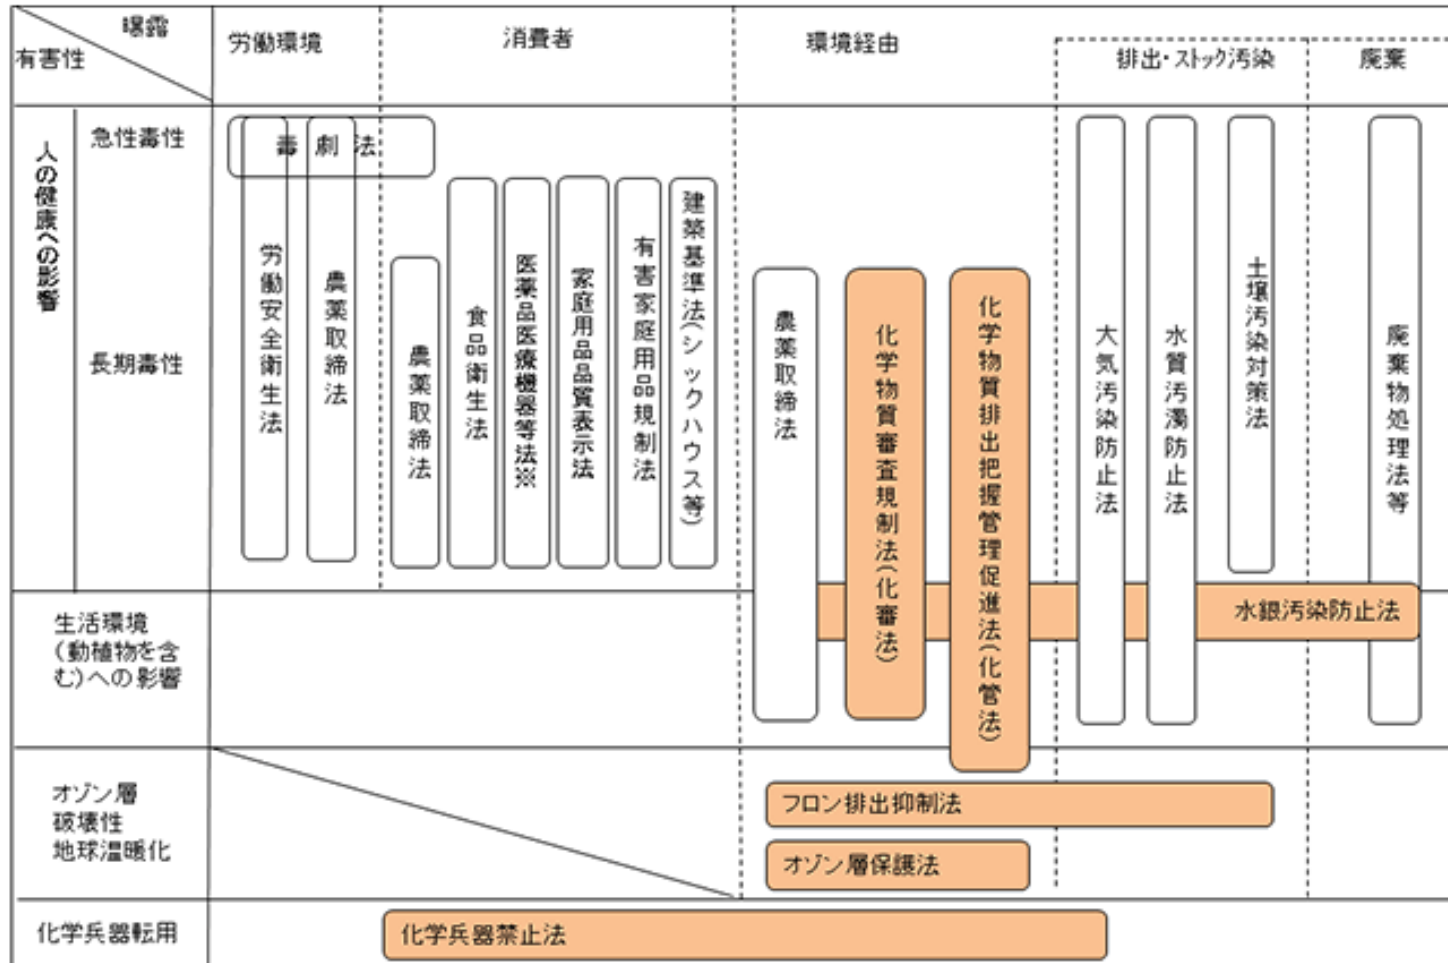 曝露
有害性
労働環境
消費者
環境経由
排出・ストック汚染
廃棄
人の健康への影響
急性毒性
長期毒性
毒劇法
労働安全衛生法
農薬取締法
農薬取締法
食品衛生法
医薬品医療機器等法※
家庭用品品質表示法
有害家庭用品規制法
建築基準法(シックハウス等)
農薬取締法
化学物質審査規制法(化審法)
化学物質排出把握管理促進法(化管法)
大気汚染防止法
水質汚濁防止法
土壌汚染対策法
廃棄物処理法等
生活環境
(動植物を含
む)への影響
水銀汚染防止法
オゾン層
破壊性
地球温暖化
フロン排出抑制法
オゾン層保護法
化学兵器転用
化学兵器禁止法